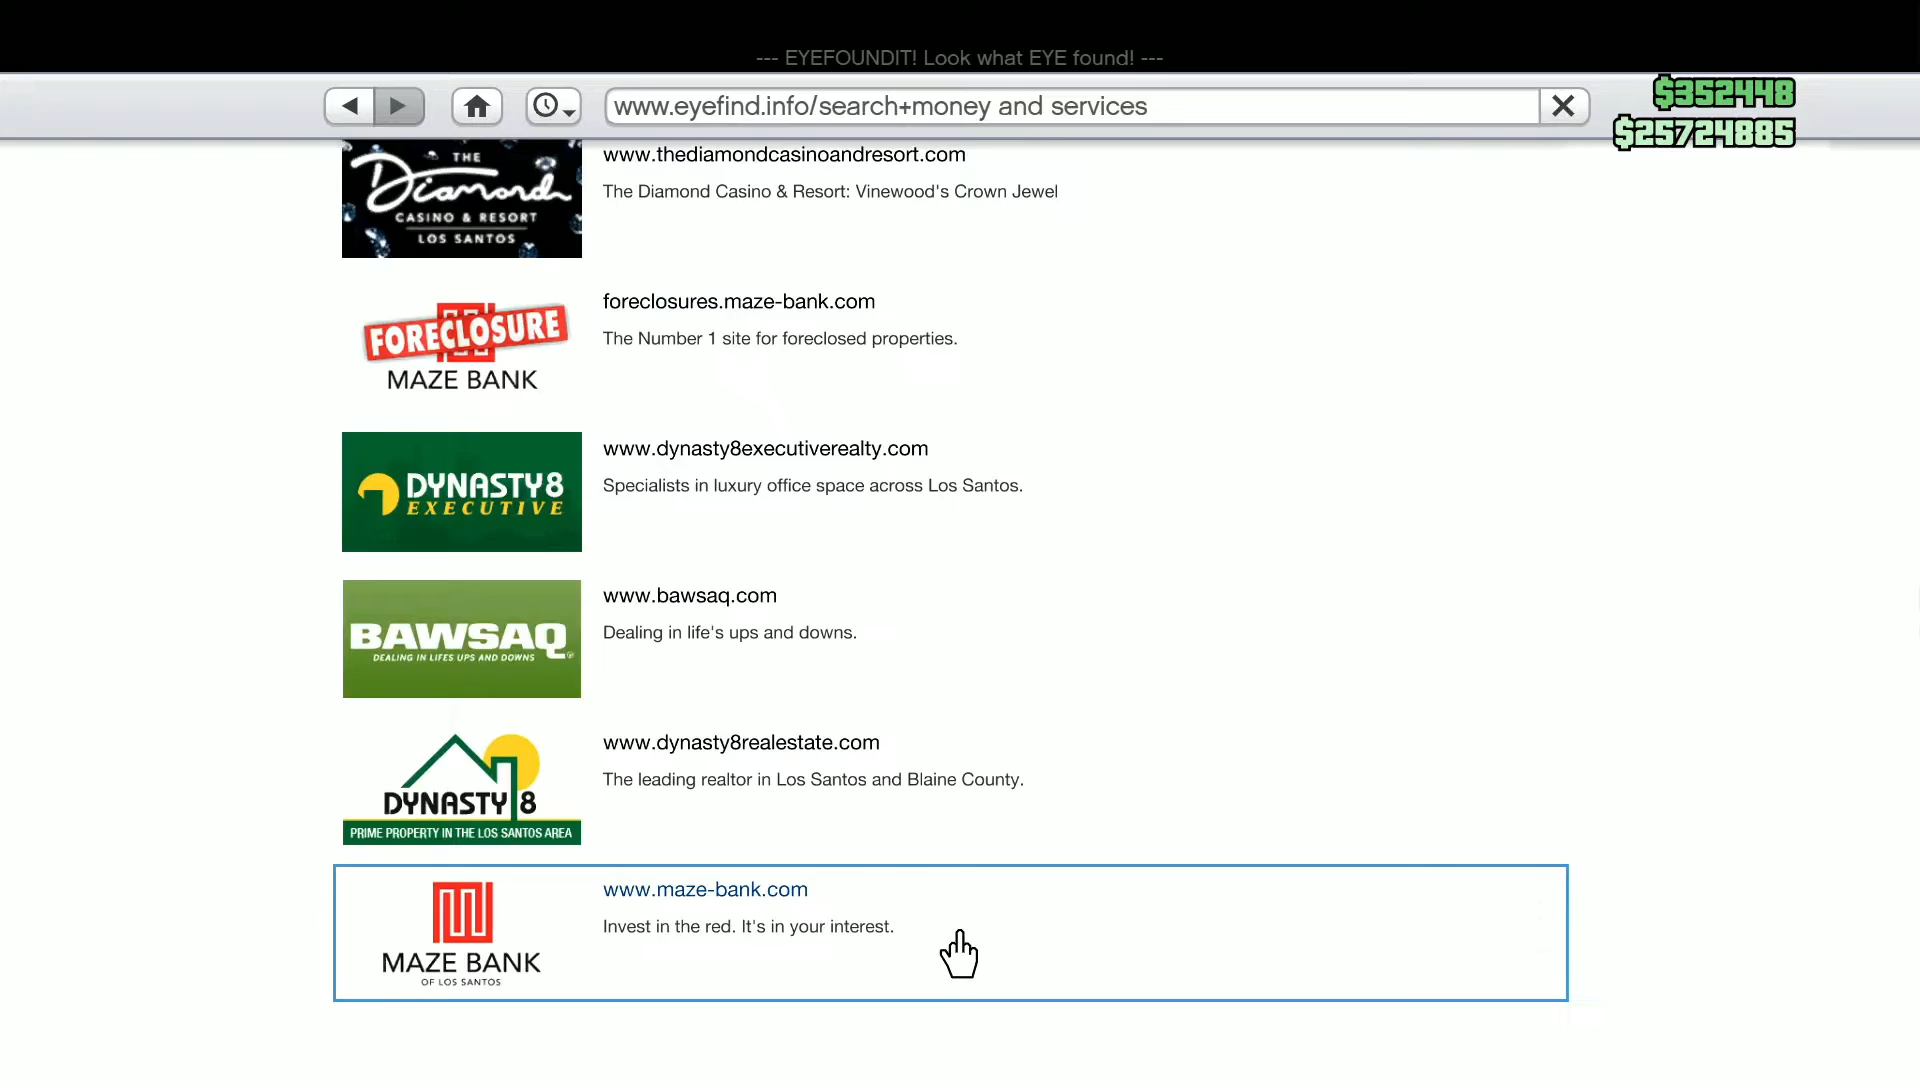 --- EYEFOUNDIT! Look what EYE found! ---
www.eyefind.info/search+money and services
$352448
$25724885
THE
Diamond
CASINO & RESORT
LOS SANTOS
www.thediamondcasinoandresort.com
The Diamond Casino & Resort: Vinewood's Crown Jewel
FORECLOSURE
MAZE BANK
foreclosures.maze-bank.com
The Number 1 site for foreclosed properties.
DYNASTY8
EXECUTIVE
www.dynasty8executiverealty.com
Specialists in luxury office space across Los Santos.
BAWSAQ
DEALING IN LIFES UPS AND DOWNS
www.bawsaq.com
Dealing in life's ups and downs.
DYNASTY 8
PRIME PROPERTY IN THE LOS SANTOS AREA
www.dynasty8realestate.com
The leading realtor in Los Santos and Blaine County.
MAZE BANK
OF LOS SANTOS
www.maze-bank.com
Invest in the red. It's in your interest.